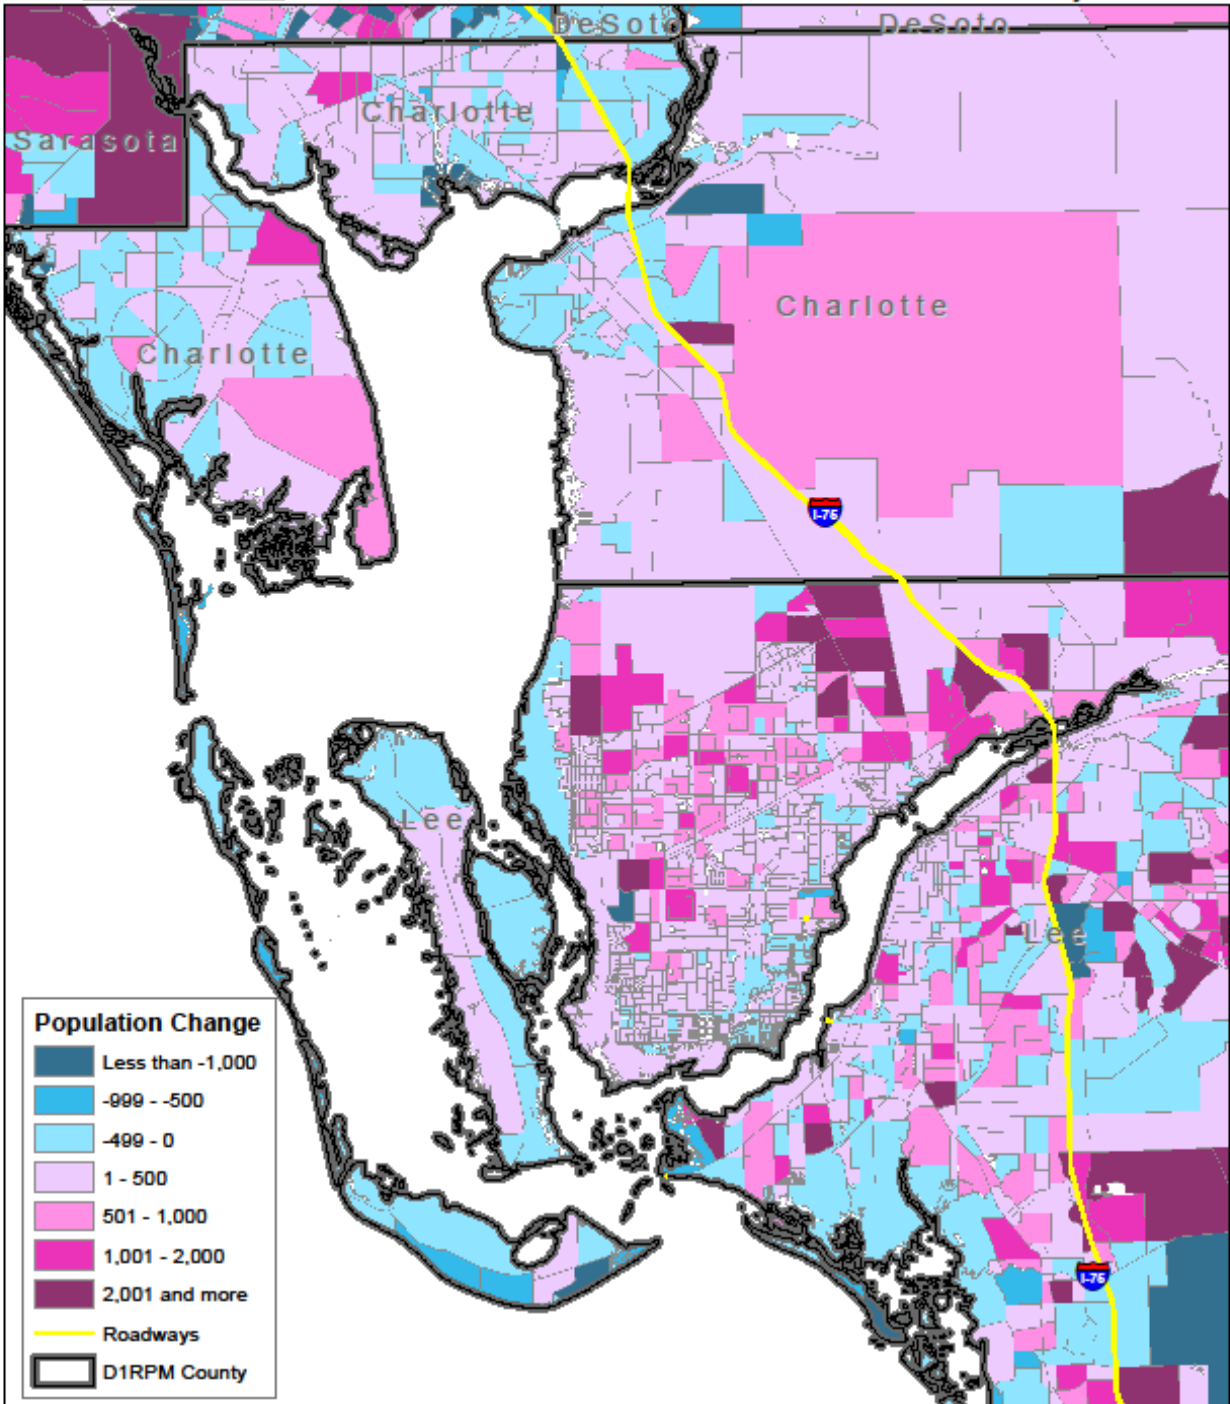 DeSoto
DeSoto
Charlotte
Sarasota
Charlotte
Charlotte
I-75
Lee
Lee
I-75
Population Change
Less than -1,000
-999 - -500
-499 - 0
1 - 500
501 - 1,000
1,001 - 2,000
2,001 and more
Roadways
D1RPM County